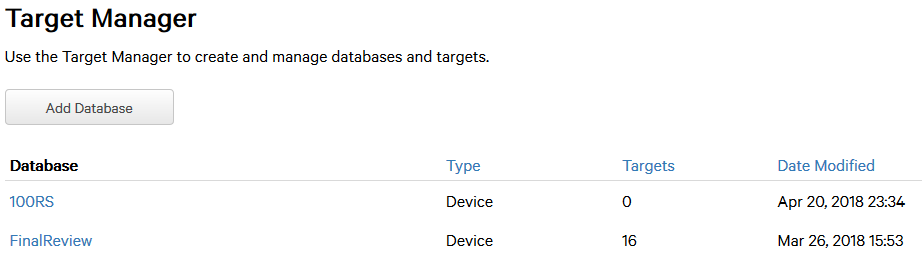 Target Manager
Use the Target Manager to create and manage databases and targets.
Add Database
Database Type Targets Date Modified
100RS Device 0 Apr 20, 2018 23:34
FinalReview Device 16 Mar 26, 2018 15:53